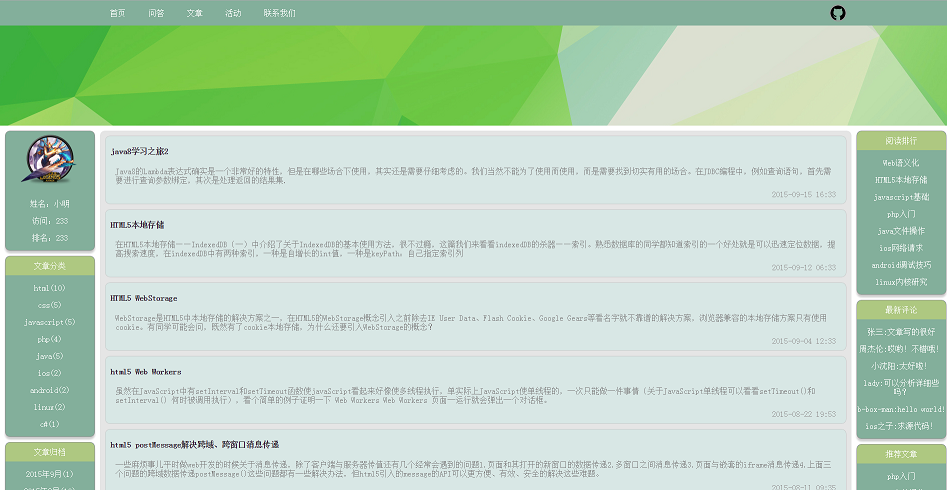 首页 问答 文章 活动 联系我们
姓名：小明
访问：233
排名：233
文章分类
html(10)
css(5)
javascript(5)
php(4)
java(5)
ios(2)
android(2)
linux(2)
c#(1)
文章归档
2015年9月(1)
java8学习之旅2
Java8的Lambda表达式确实是一个非常好的特性。但是在哪些场合下使用，其实还是需要仔细考虑的。我们当然不能为了使用而使用，而是需要找到切实有用的场合。在JDBC编程中，例如查询语句，首先需
要进行查询参数绑定，其次是处理返回的结果集.
2015-09-15 16:33
HTML5本地存储
在HTML5本地存储——IndexedDB（一）中介绍了关于IndexedDB的基本使用方法，很不过瘾，这篇我们来看看indexedDB的杀器——索引。熟悉数据库的同学都知道索引的一个好处就是可以迅速定位数据，提
高搜索速度，在indexedDB中有两种索引，一种是自增长的int值，一种是keyPath：自己指定索引列
2015-09-12 06:33
HTML5 WebStorage
WebStorage是HTML5中本地存储的解决方案之一，在HTML5的WebStorage概念引入之前除去IE User Data、Flash Cookie、Google Gears等看名字就不靠谱的解决方案，浏览器兼容的本地存储方案只有使用
cookie。有同学可能会问，既然有了cookie本地存储，为什么还要引入WebStorage的概念？
2015-09-04 12:33
html5 Web Workers
虽然在JavaScript中有setInterval和setTimeout函数使javaScript看起来好像使多线程执行，单实际上JavaScript使单线程的，一次只能做一件事情（关于JavaScript单线程可以看看setTimeout()和
setInterval() 何时被调用执行），看个简单的例子证明一下 Web Workers Web Workers 页面一运行就会弹出一个对话框。
2015-08-22 19:53
html5 postMessage解决跨域、跨窗口消息传递
一些麻烦事儿平时做web开发的时候关于消息传递，除了客户端与服务器传值还有几个经常会遇到的问题1.页面和其打开的新窗口的数据传递2.多窗口之间消息传递3.页面与嵌套的iframe消息传递4.上面三
个问题的跨域数据传递postMessage()这些问题都有一些解决办法，但html5引入的message的API可以更方便、有效、安全的解决这些难题。
2015-08-11 09:35
阅读排行
Web语义化
HTML5本地存储
javascript基础
php入门
java文件操作
ios网络请求
android调试技巧
linux内核研究
最新评论
张三:文章写的很好
周杰伦:哎哟！不错哦！
小沈阳:太好啦！
lady:可以分析详细些
吗？
b-box-man:hello world!
ios之子:求源代码！
推荐文章
php入门